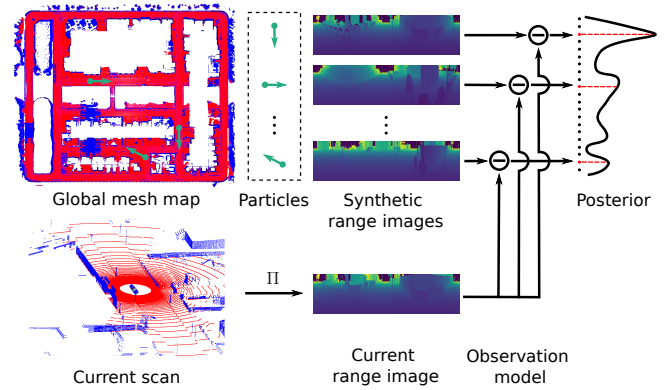 Global mesh map
Particles
Synthetic
range images
Posterior
Π
Current scan
Current
range image
Observation
model